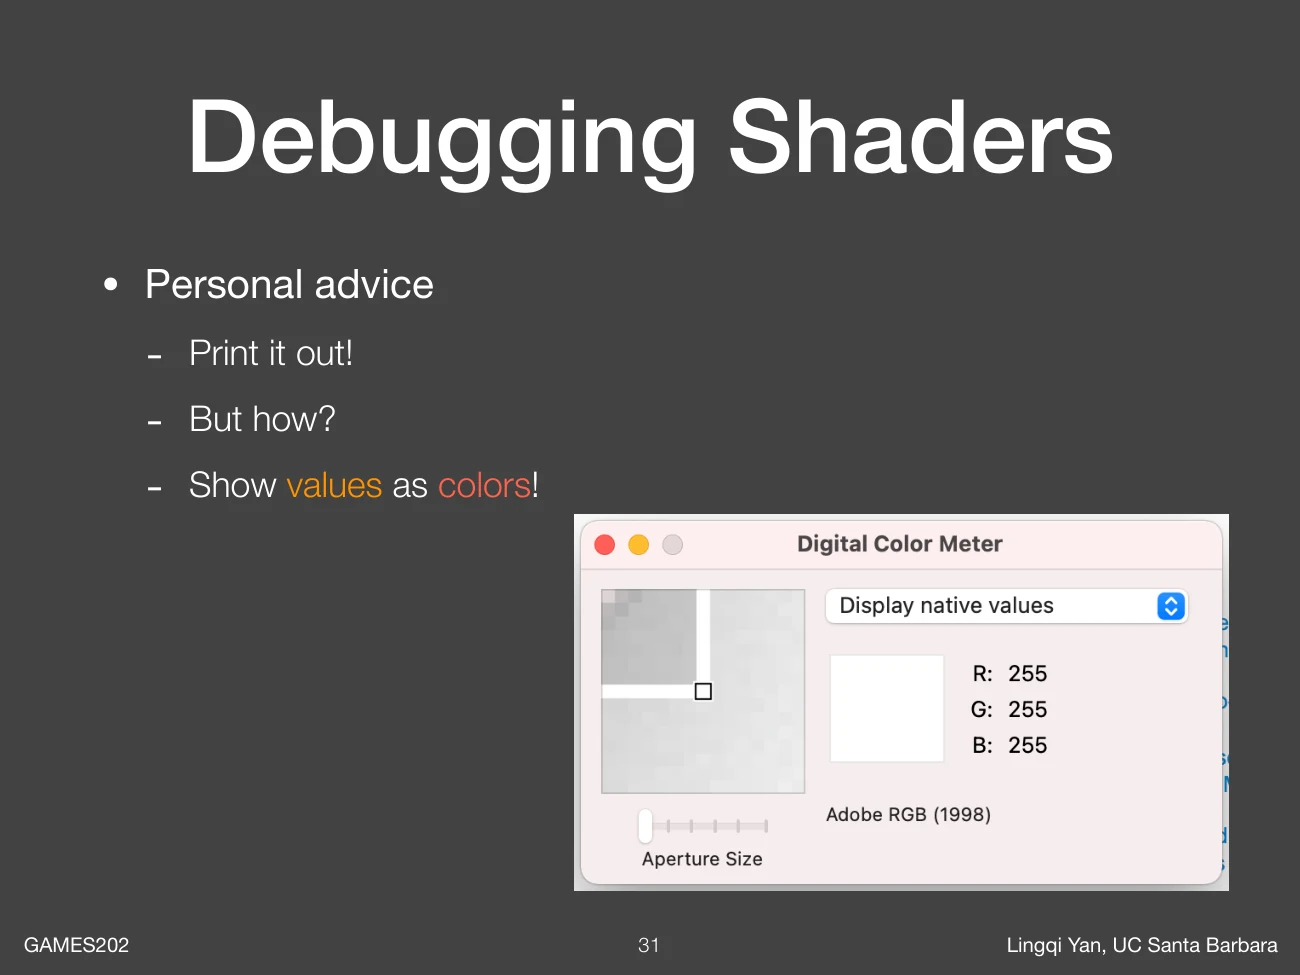 Debugging Shaders
• Personal advice
- Print it out!
- But how?
- Show values as colors!
Digital Color Meter
Display native values
R: 255
G: 255
B: 255
Adobe RGB (1998)
Aperture Size
GAMES202
31
Lingqi Yan, UC Santa Barbara